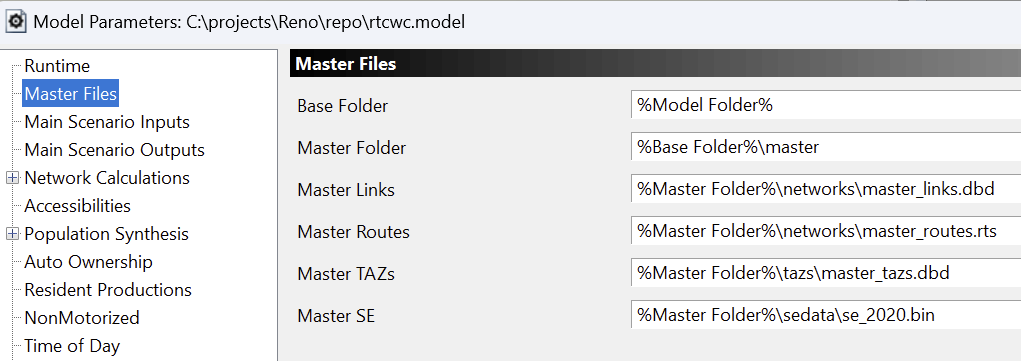 Model Parameters: C:\projects\Reno\repo\rtcwc.model
Runtime
Master Files
Main Scenario Inputs
Main Scenario Outputs
Network Calculations
Accessibilities
Population Synthesis
Auto Ownership
Resident Productions
NonMotorized
Time of Day
Master Files
Base Folder %Model Folder%
Master Folder %Base Folder%\master
Master Links %Master Folder%\networks\master_links.dbd
Master Routes %Master Folder%\networks\master_routes.rts
Master TAZs %Master Folder%\tazs\master_tazs.dbd
Master SE %Master Folder%\sedata\se_2020.bin